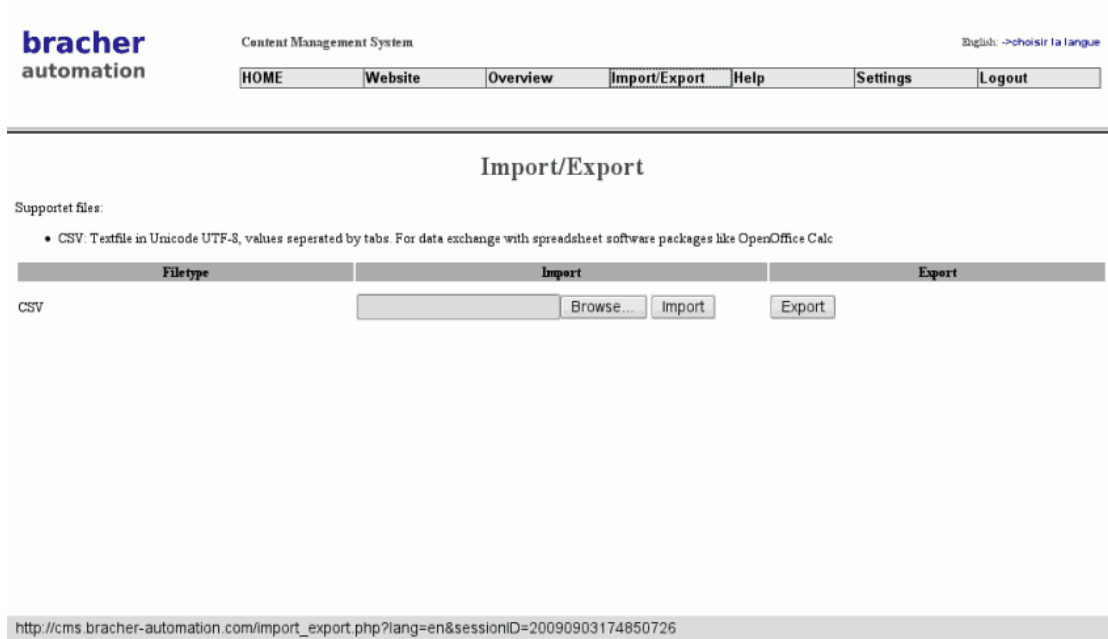 bracher
automation
Content Management System
English: ->choisir la langue
HOME Website Overview Import/Export Help Settings Logout
Import/Export
Supportet files:
• CSV: Textfile in Unicode UTF-8, values seperated by tabs. For data exchange with spreadsheet software packages like OpenOffice Calc
Filetype Import Export
CSV Browse... Import Export
http://cms.bracher-automation.com/import_export.php?lang=en&sessionID=20090903174850726